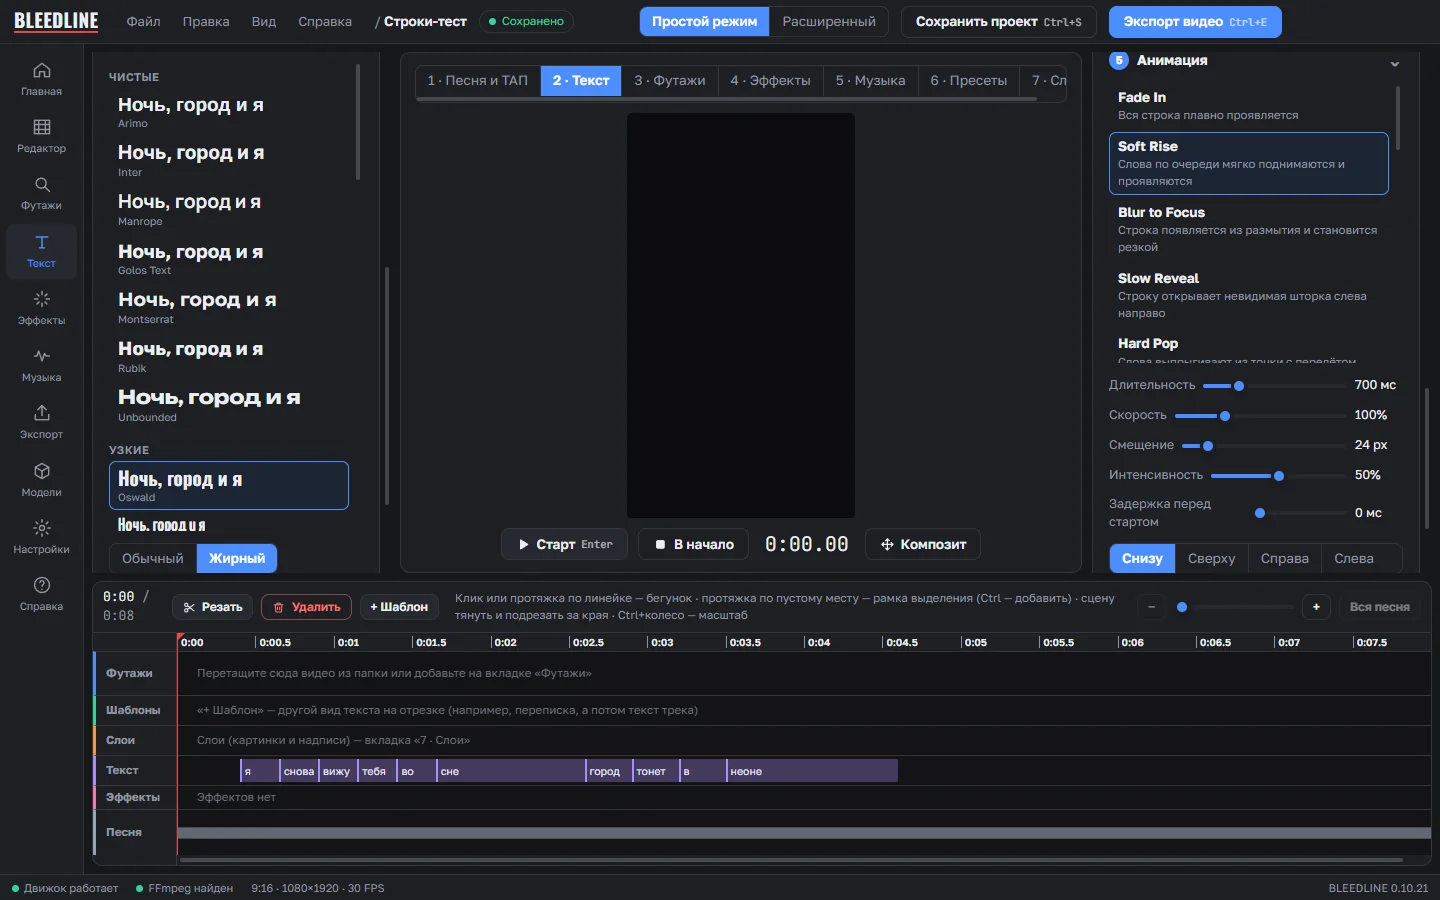 BLEEDLINE Файл Правка Вид Справка / Строки-тест Сохранено Простой режим Расширенный Сохранить проект Ctrl+S Экспорт видео Ctrl+E
Главная
Редактор
Футажи
Текст
Эффекты
Музыка
Экспорт
Модели
Настройки
Справка
ЧИСТЫЕ
Ночь, город и я
Arimo
Ночь, город и я
Inter
Ночь, город и я
Manrope
Ночь, город и я
Golos Text
Ночь, город и я
Montserrat
Ночь, город и я
Rubik
Ночь, город и я
Unbounded
УЗКИЕ
Ночь, город и я
Oswald
Ночь, город и я
Обычный Жирный
1 · Песня и ТАП 2 · Текст 3 · Футажи 4 · Эффекты 5 · Музыка 6 · Пресеты 7 · Сл
Старт Enter В начало 0:00.00 Композит
5 Анимация
Fade In
Вся строка плавно проявляется
Soft Rise
Слова по очереди мягко поднимаются и
проявляются
Blur to Focus
Строка появляется из размытия и становится
резкой
Slow Reveal
Строку открывает невидимая шторка слева
направо
Hard Pop
Слова выпрыгивают из точки с перелётом
Длительность 700 мс
Скорость 100%
Смещение 24 px
Интенсивность 50%
Задержка перед
стартом 0 мс
Снизу Сверху Справа Слева
0:00 /
0:08
Резать Удалить + Шаблон
Клик или протяжка по линейке — бегунок · протяжка по пустому месту — рамка выделения (Ctrl — добавить) · сцену
тянуть и подрезать за края · Ctrl+колесо — масштаб
− + Вся песня
0:00 0:00.5 0:01 0:01.5 0:02 0:02.5 0:03 0:03.5 0:04 0:04.5 0:05 0:05.5 0:06 0:06.5 0:07 0:07.5
Футажи Перетащите сюда видео из папки или добавьте на вкладке «Футажи»
Шаблоны «+ Шаблон» — другой вид текста на отрезке (например, переписка, а потом текст трека)
Слои Слои (картинки и надписи) — вкладка «7 · Слои»
Текст я снова вижу тебя во сне город тонет в неоне
Эффекты Эффектов нет
Песня
Движок работает FFmpeg найден 9:16 · 1080×1920 · 30 FPS BLEEDLINE 0.10.21